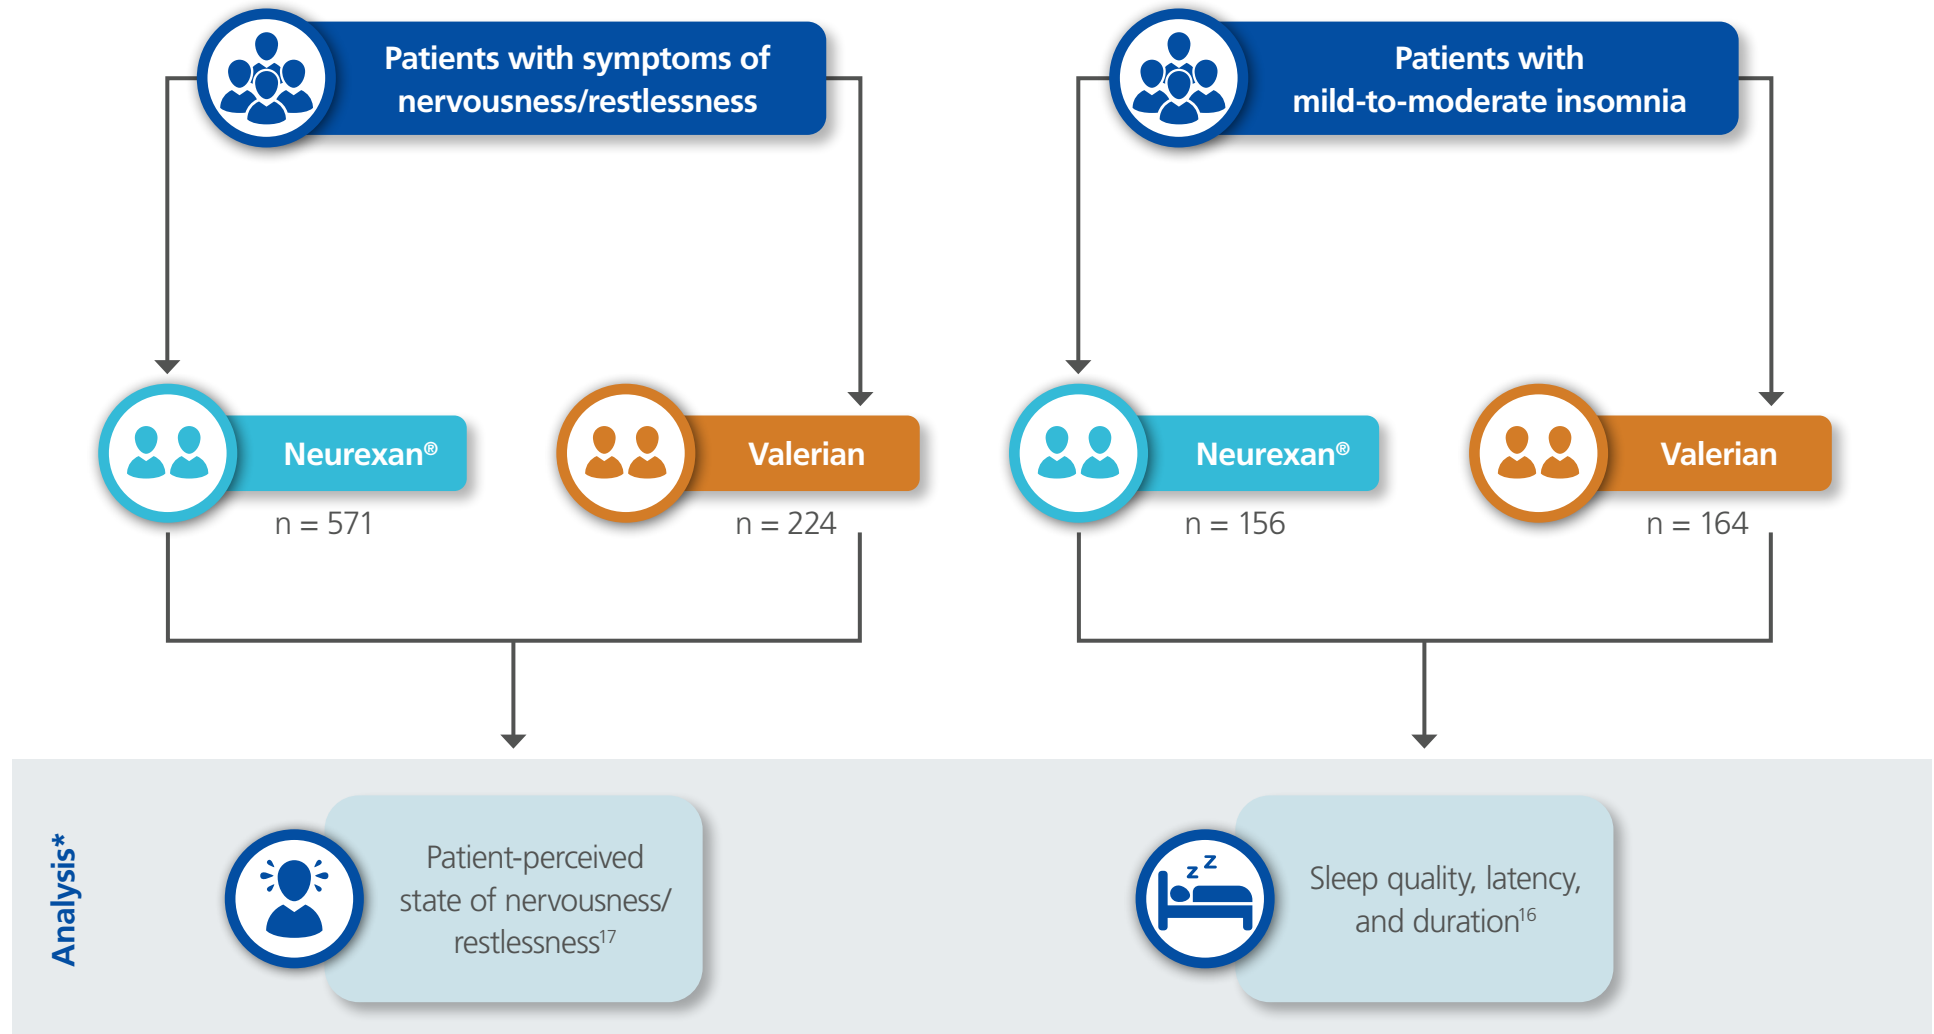 Patients with symptoms of
nervousness/restlessness
Patients with
mild-to-moderate insomnia
Neurexan®
n = 571
Valerian
n = 224
Neurexan®
n = 156
Valerian
n = 164
Analysis*
Patient-perceived
state of nervousness/
restlessness17
z z
Sleep quality, latency,
and duration16